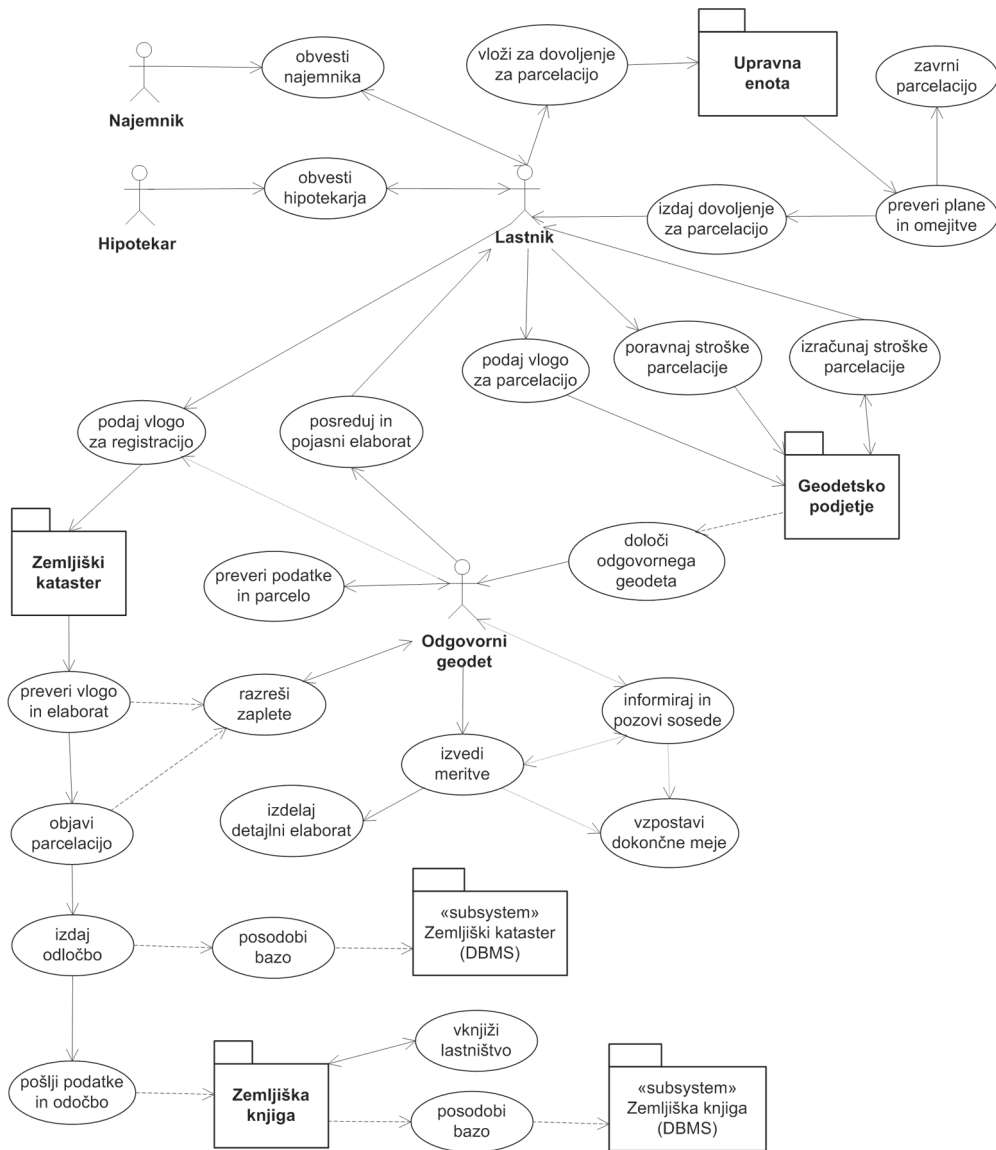 obvesti
najemnika
vloži za dovoljenje
za parcelacijo
Upravna
enota
zavrni
parcelacijo
Najemnik
obvesti
hipotekarja
izdaj dovoljenje
za parcelacijo
preveri plane
in omejitve
Hipotekar
Lastnik
podaj vlogo
za parcelacijo
poravnaj stroške
parcelacije
izračunaj stroške
parcelacije
podaj vlogo
za registracijo
posreduj in
pojasni elaborat
Geodetsko
podjetje
Zemljiški
kataster
preveri podatke
in parcelo
določi
odgovornega
geodeta
Odgovorni
geodet
preveri vlogo
in elaborat
razreši
zaplete
informiraj in
pozovi sosede
izvedi
meritve
objavi
parcelacijo
izdelaj
detajlni elaborat
vzpostavi
dokončne meje
izdaj
odločbo
posodobi
bazo
«subsystem»
Zemljiški kataster
(DBMS)
vknjiži
lastništvo
pošlji podatke
in odočbo
Zemljiška
knjiga
posodobi
bazo
«subsystem»
Zemljiška knjiga
(DBMS)